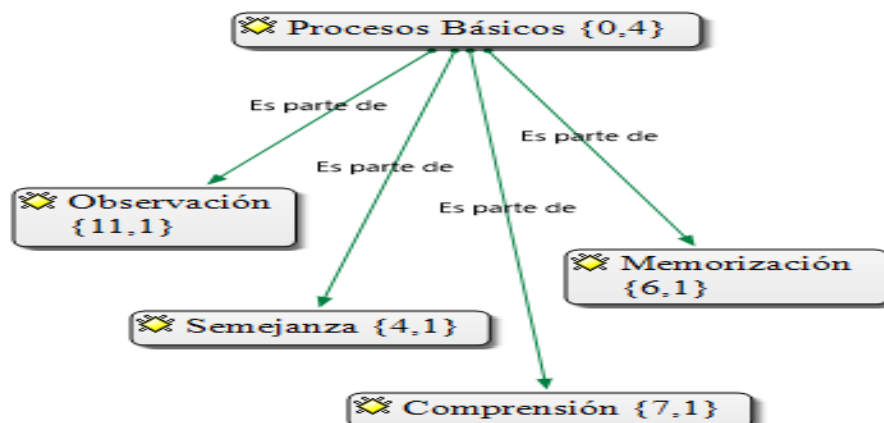 Procesos Básicos {0,4}
Es parte de
Es parte de
Es parte de
Es parte de
Observación
{11,1}
Memorización
{6,1}
Semejanza {4,1}
Comprensión {7,1}